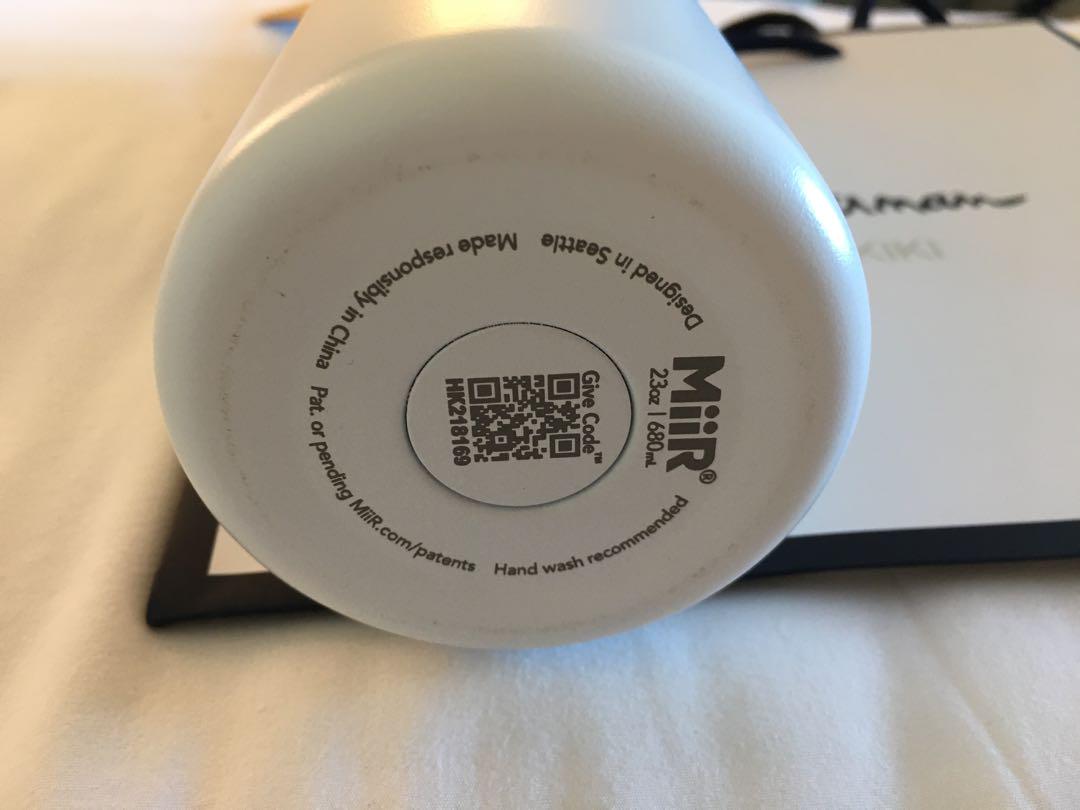 MiiR®
23oz | 680mL
Give Code™
HK218169
Designed in Seattle
Made responsibly in China
Pat. or pending MiiR.com/patents
Hand wash recommended
KIKI